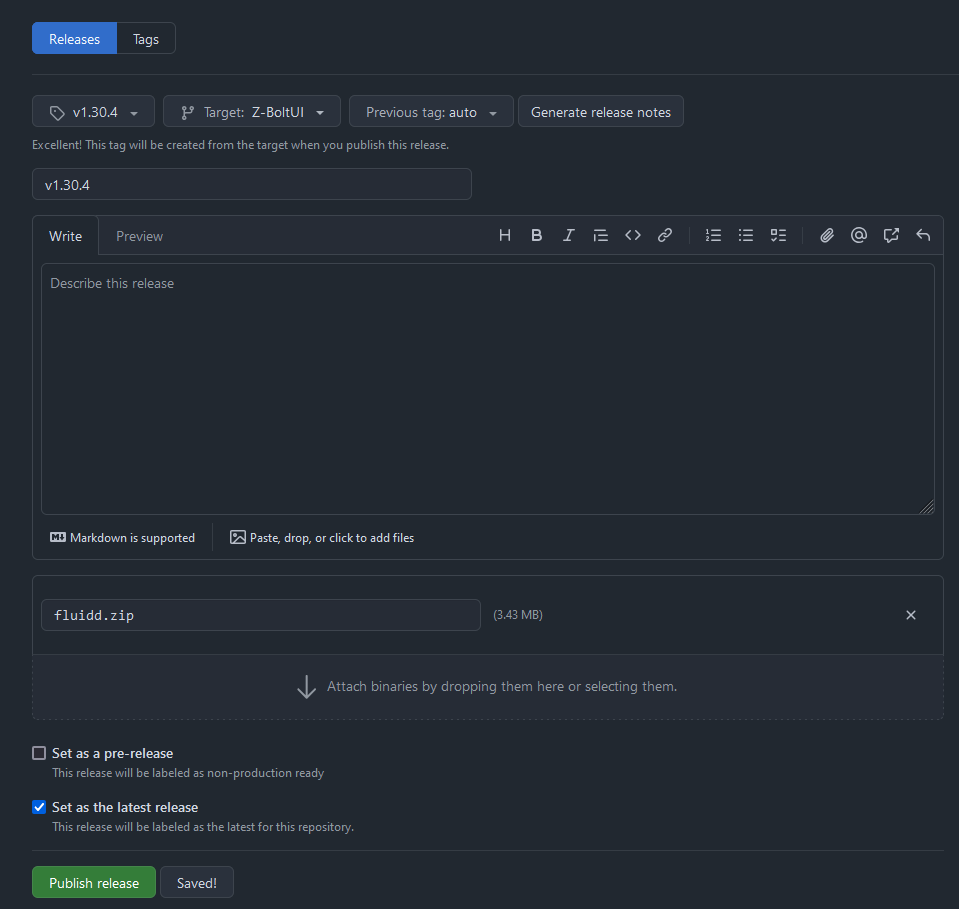 Releases Tags
v1.30.4 Target: Z-BoltUI Previous tag: auto Generate release notes
Excellent! This tag will be created from the target when you publish this release.
v1.30.4
Write Preview H B I
Describe this release
Markdown is supported Paste, drop, or click to add files
fluidd.zip (3.43 MB)
Attach binaries by dropping them here or selecting them.
Set as a pre-release
This release will be labeled as non-production ready
Set as the latest release
This release will be labeled as the latest for this repository.
Publish release Saved!